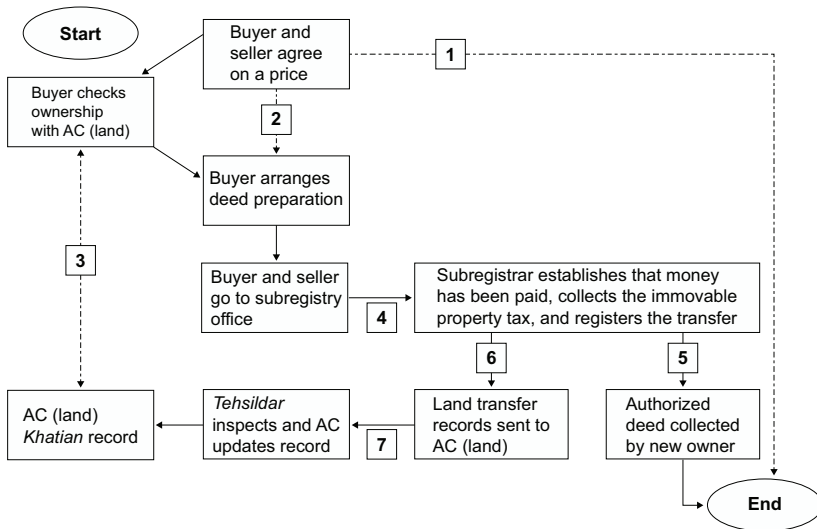 Start
Buyer and
seller agree
on a price
1
Buyer checks
ownership
with AC (land)
2
Buyer arranges
deed preparation
3
Buyer and seller
go to subregistry
office
4
Subregistrar establishes that money
has been paid, collects the immovable
property tax, and registers the transfer
6
5
AC (land)
Khatian record
Tehsildar
inspects and AC
updates record
7
Land transfer
records sent to
AC (land)
Authorized
deed collected
by new owner
End